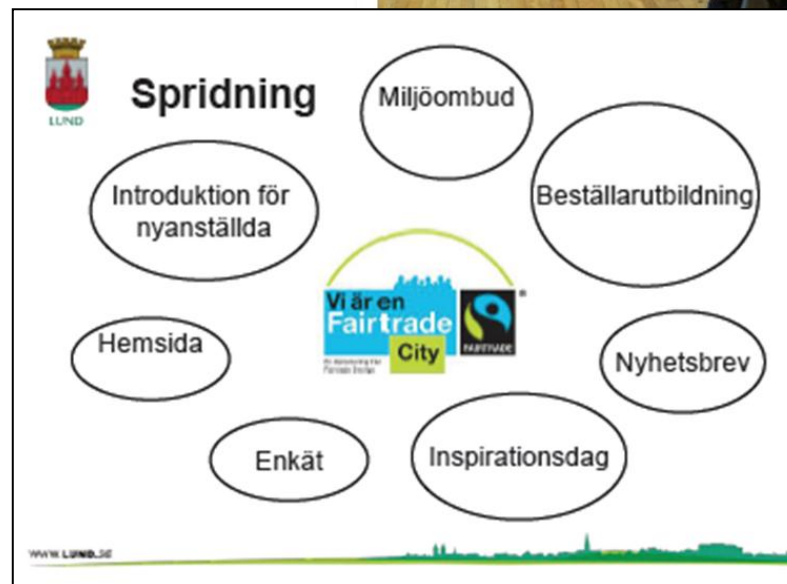 LUND
Spridning
Miljöombud
Introduktion för
nyanställda
Beställarutbildning
Vi är en
Fairtrade
City
FAIRTRADE
®
Hemsida
Nyhetsbrev
Enkät
Inspirationsdag
WWW.LUND.SE